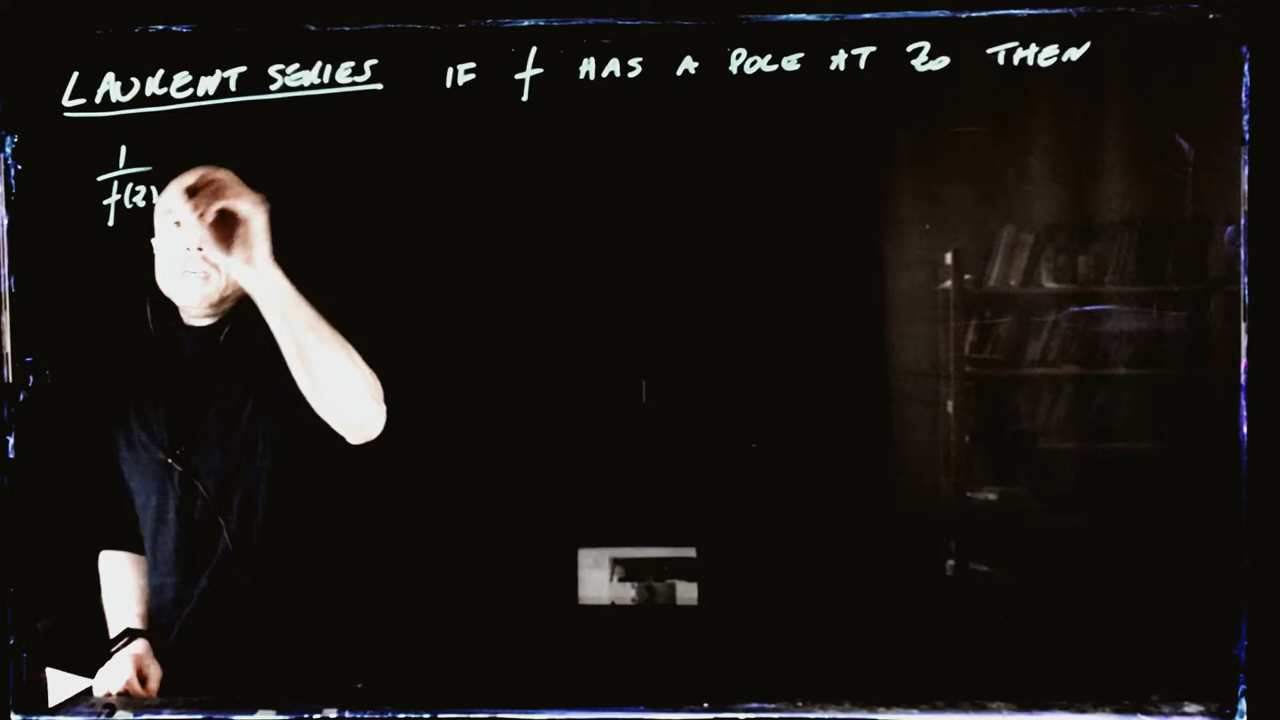 LAURENT SERIES IF f HAS A POLE AT z₀ THEN
1
f(z)